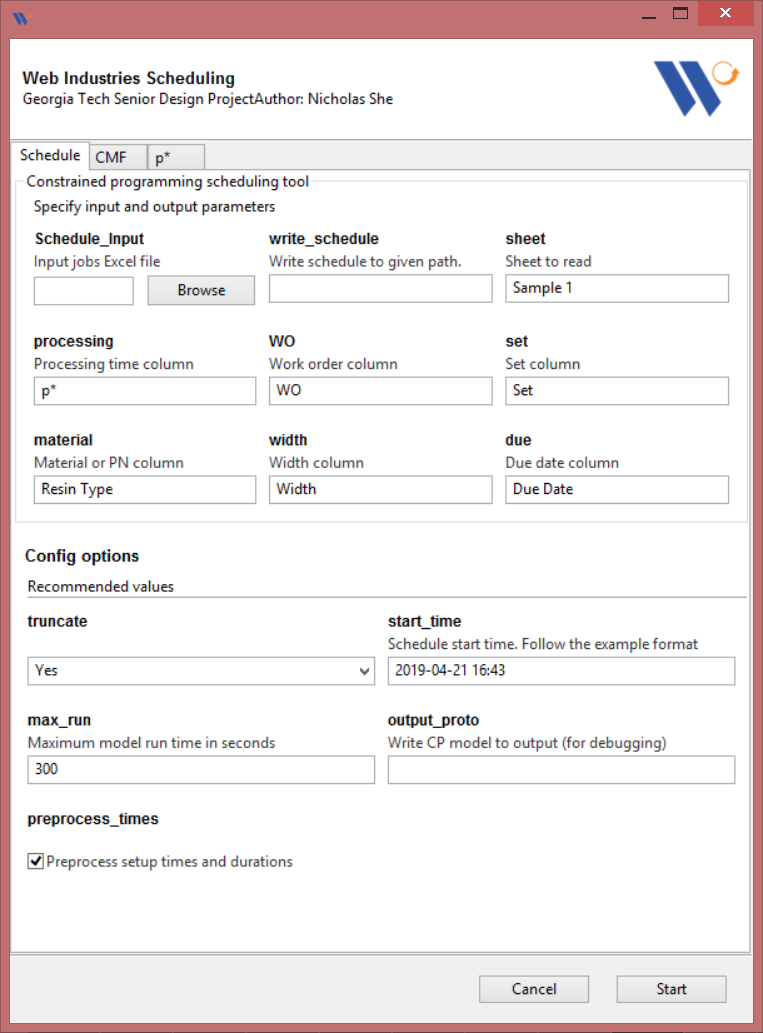 Web Industries Scheduling
Georgia Tech Senior Design ProjectAuthor: Nicholas She
Schedule CMF p*
Constrained programming scheduling tool
Specify input and output parameters
Schedule_Input write_schedule sheet
Input jobs Excel file Write schedule to given path. Sheet to read
Browse Sample 1
processing WO set
Processing time column Work order column Set column
p* WO Set
material width due
Material or PN column Width column Due date column
Resin Type Width Due Date
Config options
Recommended values
truncate start_time
Schedule start time. Follow the example format
Yes 2019-04-21 16:43
max_run output_proto
Maximum model run time in seconds Write CP model to output (for debugging)
300
preprocess_times
Preprocess setup times and durations
Cancel Start